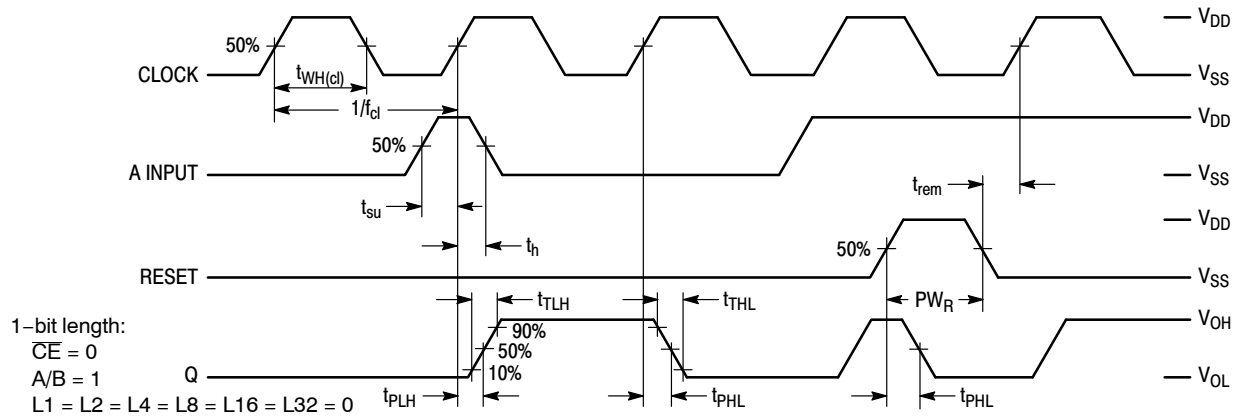 V_DD
50%
CLOCK
t_WH(cl)
V_SS
1/f_cl
V_DD
50%
A INPUT
V_SS
t_rem
t_su
V_DD
t_h
50%
RESET
V_SS
t_TLH
t_THL
PW_R
1−bit length:
90%
V_OH
C̅E̅ = 0
50%
A/B = 1
Q
10%
V_OL
L1 = L2 = L4 = L8 = L16 = L32 = 0
t_PLH
t_PHL
t_PHL